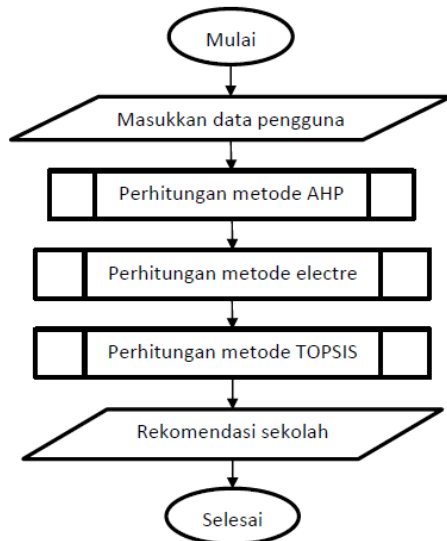 Mulai
Masukkan data pengguna
Perhitungan metode AHP
Perhitungan metode electre
Perhitungan metode TOPSIS
Rekomendasi sekolah
Selesai